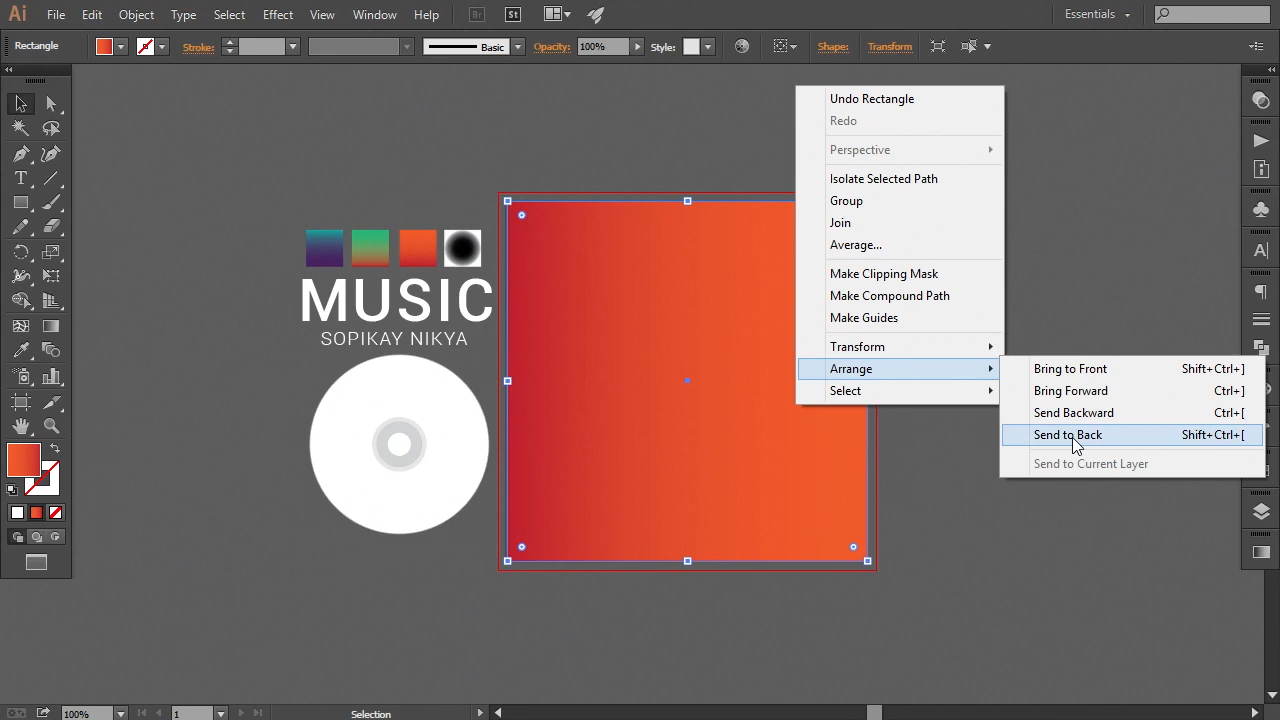 Ai File Edit Object Type Select Effect View Window Help Br St Essentials
Rectangle Stroke: Basic Opacity: 100% Style: Shape: Transform
Undo Rectangle
Redo
Perspective
Isolate Selected Path
Group
Join
Average...
Make Clipping Mask
Make Compound Path
Make Guides
Transform
Arrange
Select
Bring to Front Shift+Ctrl+]
Bring Forward Ctrl+]
Send Backward Ctrl+[
Send to Back Shift+Ctrl+[
Send to Current Layer
MUSIC
SOPIKAY NIKYA
100% 1 Selection